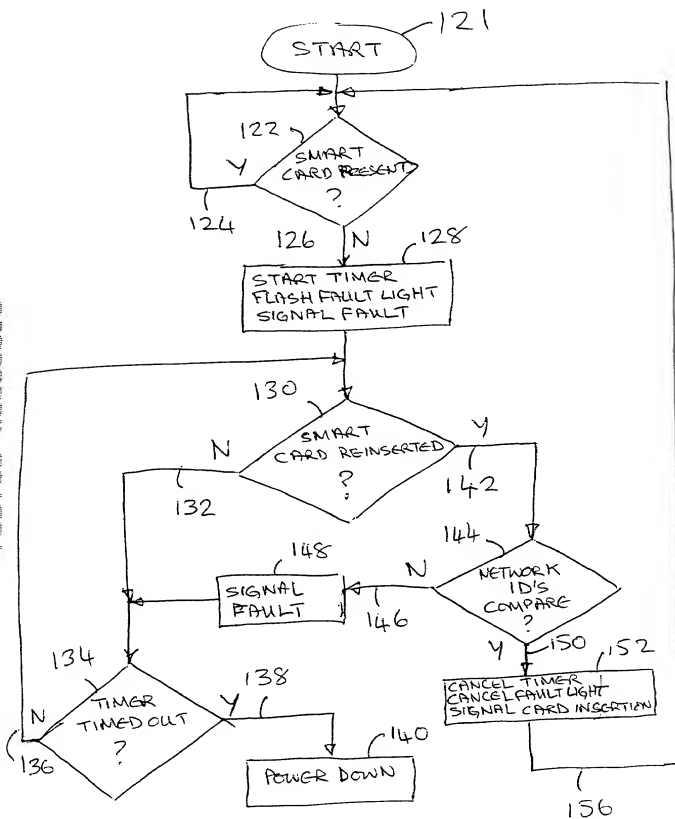 121
START
122
SMART
CARD PRESENT
?
Y
124
126
N
128
START TIMER
FLASH FAULT LIGHT
SIGNAL FAULT
130
N
SMART
CARD REINSERTED
?
Y
132
142
144
148
SIGNAL
FAULT
N
146
NETWORK
ID'S
COMPARE
?
Y
150
152
CANCEL TIMER
CANCEL FAULT LIGHT
SIGNAL CARD INSERTION
134
N
TIMER
TIMED OUT
?
Y
138
136
140
POWER DOWN
156